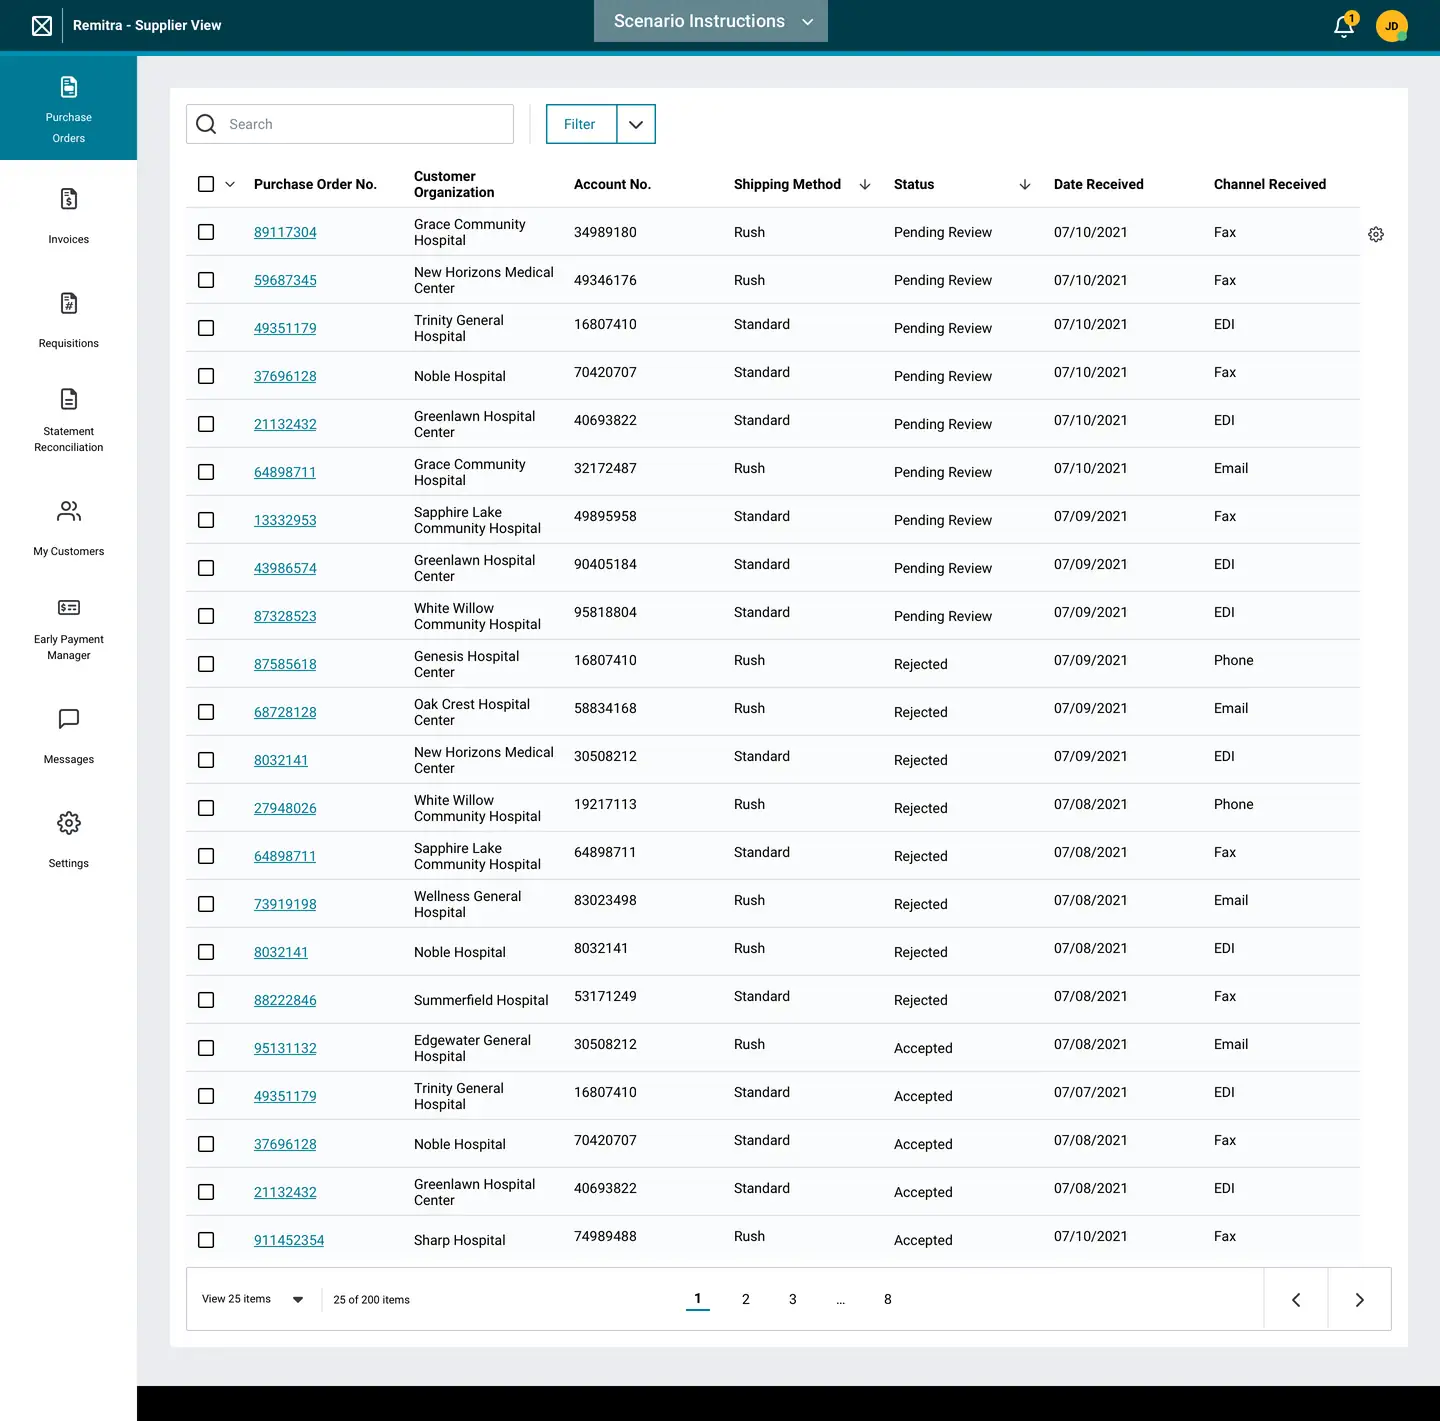 Remitra - Supplier View
Scenario Instructions
1
JD
Purchase
Orders
Invoices
Requisitions
Statement
Reconciliation
My Customers
Early Payment
Manager
Messages
Settings
Search
Filter
Purchase Order No. Customer Organization Account No. Shipping Method Status Date Received Channel Received
89117304 Grace Community Hospital 34989180 Rush Pending Review 07/10/2021 Fax
59687345 New Horizons Medical Center 49346176 Rush Pending Review 07/10/2021 Fax
49351179 Trinity General Hospital 16807410 Standard Pending Review 07/10/2021 EDI
37696128 Noble Hospital 70420707 Standard Pending Review 07/10/2021 Fax
21132432 Greenlawn Hospital Center 40693822 Standard Pending Review 07/10/2021 EDI
64898711 Grace Community Hospital 32172487 Rush Pending Review 07/10/2021 Email
13332953 Sapphire Lake Community Hospital 49895958 Standard Pending Review 07/09/2021 Fax
43986574 Greenlawn Hospital Center 90405184 Standard Pending Review 07/09/2021 EDI
87328523 White Willow Community Hospital 95818804 Standard Pending Review 07/09/2021 EDI
87585618 Genesis Hospital Center 16807410 Rush Rejected 07/09/2021 Phone
68728128 Oak Crest Hospital Center 58834168 Rush Rejected 07/09/2021 Email
8032141 New Horizons Medical Center 30508212 Standard Rejected 07/09/2021 EDI
27948026 White Willow Community Hospital 19217113 Rush Rejected 07/08/2021 Phone
64898711 Sapphire Lake Community Hospital 64898711 Standard Rejected 07/08/2021 Fax
73919198 Wellness General Hospital 83023498 Rush Rejected 07/08/2021 Email
8032141 Noble Hospital 8032141 Rush Rejected 07/08/2021 EDI
88222846 Summerfield Hospital 53171249 Standard Rejected 07/08/2021 Fax
95131132 Edgewater General Hospital 30508212 Rush Accepted 07/08/2021 Email
49351179 Trinity General Hospital 16807410 Standard Accepted 07/07/2021 EDI
37696128 Noble Hospital 70420707 Standard Accepted 07/08/2021 Fax
21132432 Greenlawn Hospital Center 40693822 Standard Accepted 07/08/2021 EDI
911452354 Sharp Hospital 74989488 Rush Accepted 07/10/2021 Fax
View 25 items 25 of 200 items 1 2 3 ... 8